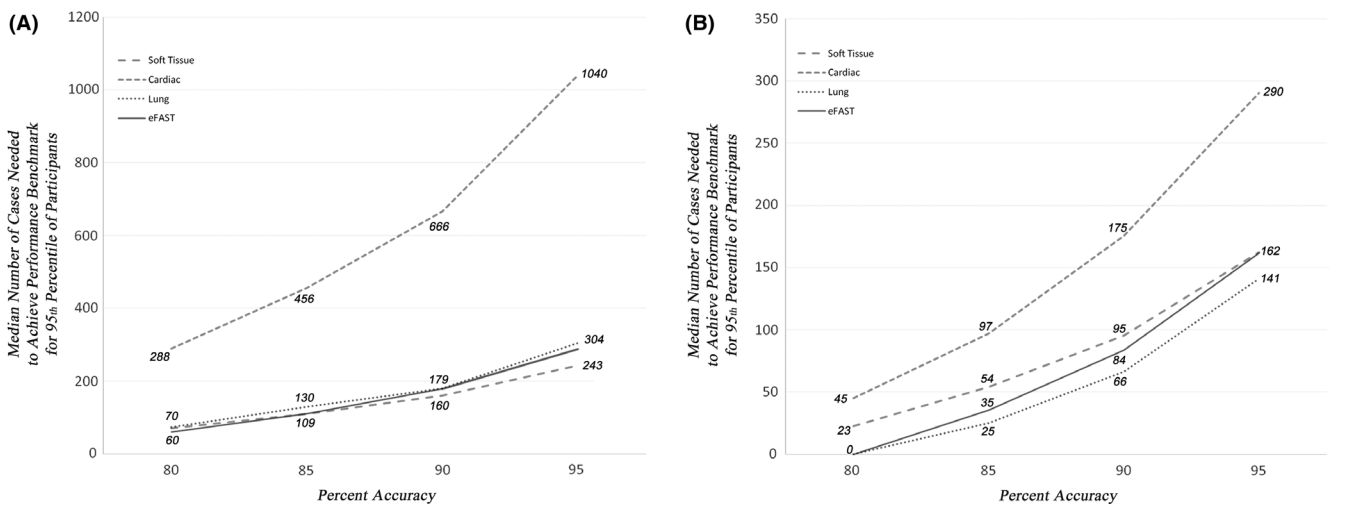 (A)
1200
1000
800
600
400
200
0
Median Number of Cases Needed
to Achieve Performance Benchmark
for 95th Percentile of Participants
Soft Tissue
Cardiac
Lung
eFAST
288
456
666
1040
70
130
179
304
60
109
160
243
80
85
90
95
Percent Accuracy
(B)
350
300
250
200
150
100
50
0
Median Number of Cases Needed
to Achieve Performance Benchmark
for 95th Percentile of Participants
Soft Tissue
Cardiac
Lung
eFAST
45
97
175
290
23
54
95
162
0
35
84
141
25
66
80
85
90
95
Percent Accuracy